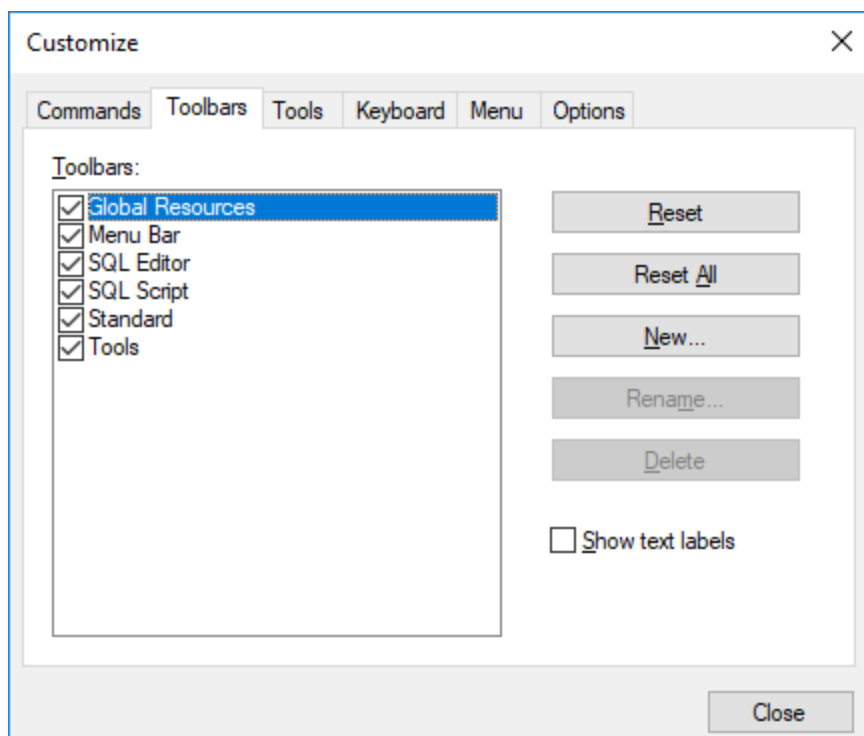 Customize
Commands Toolbars Tools Keyboard Menu Options
Toolbars:
Global Resources
Menu Bar
SQL Editor
SQL Script
Standard
Tools
Reset
Reset All
New...
Rename...
Delete
Show text labels
Close